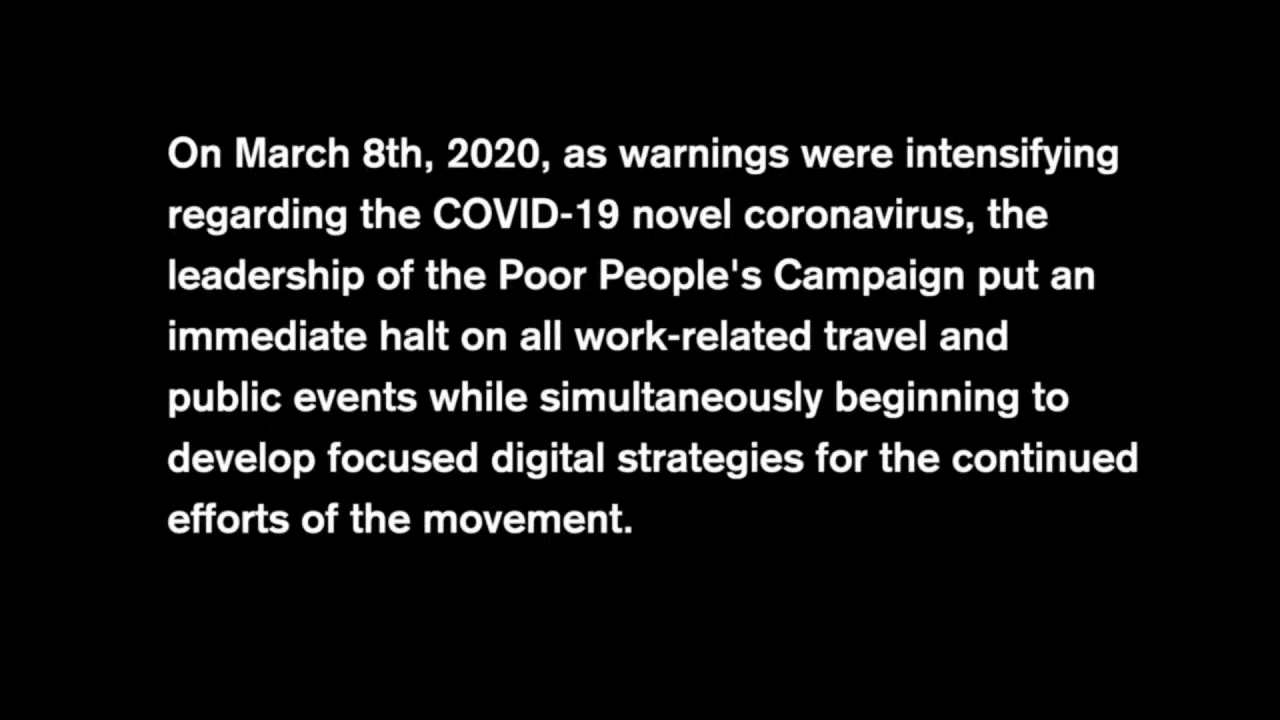 On March 8th, 2020, as warnings were intensifying
regarding the COVID-19 novel coronavirus, the
leadership of the Poor People's Campaign put an
immediate halt on all work-related travel and
public events while simultaneously beginning to
develop focused digital strategies for the continued
efforts of the movement.